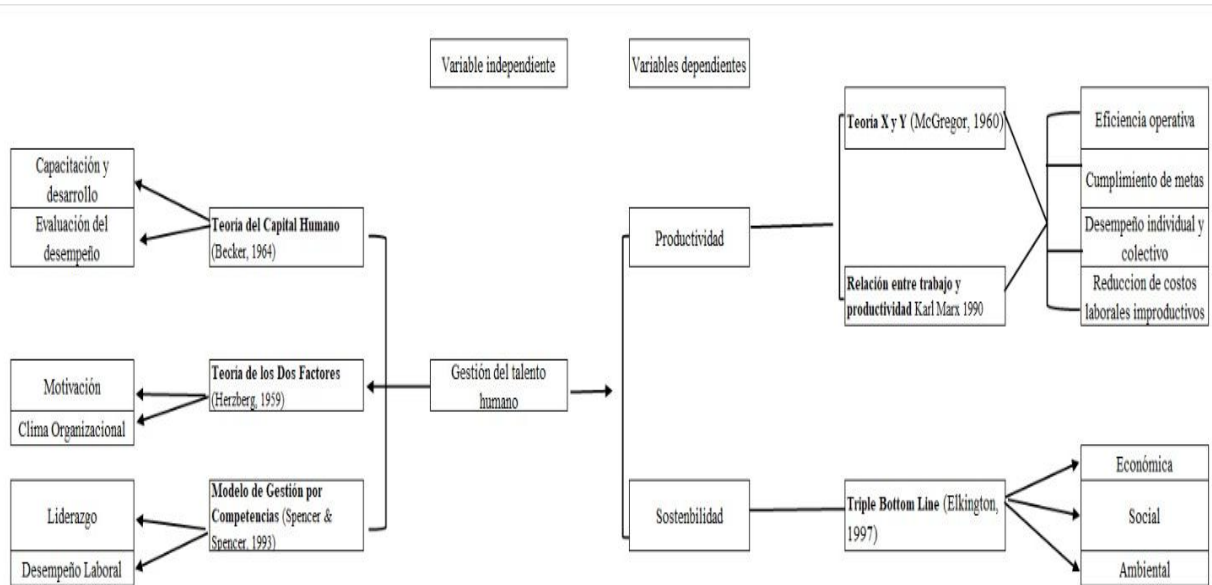 Variable independiente
Variables dependientes
Capacitación y
desarrollo
Evaluación del
desempeño
Teoría del Capital Humano
(Becker, 1964)
Motivación
Clima Organizacional
Teoría de los Dos Factores
(Herzberg, 1959)
Liderazgo
Desempeño Laboral
Modelo de Gestión por
Competencias (Spencer &
Spencer, 1993)
Gestión del talento
humano
Productividad
Sostenbilidad
Teoría X y Y (McGregor, 1960)
Relación entre trabajo y
productividad Karl Marx 1990
Triple Bottom Line (Elkington,
1997)
Eficiencia operativa
Cumplimiento de metas
Desempeño individual y
colectivo
Reduccion de costos
laborales improductivos
Económica
Social
Ambiental